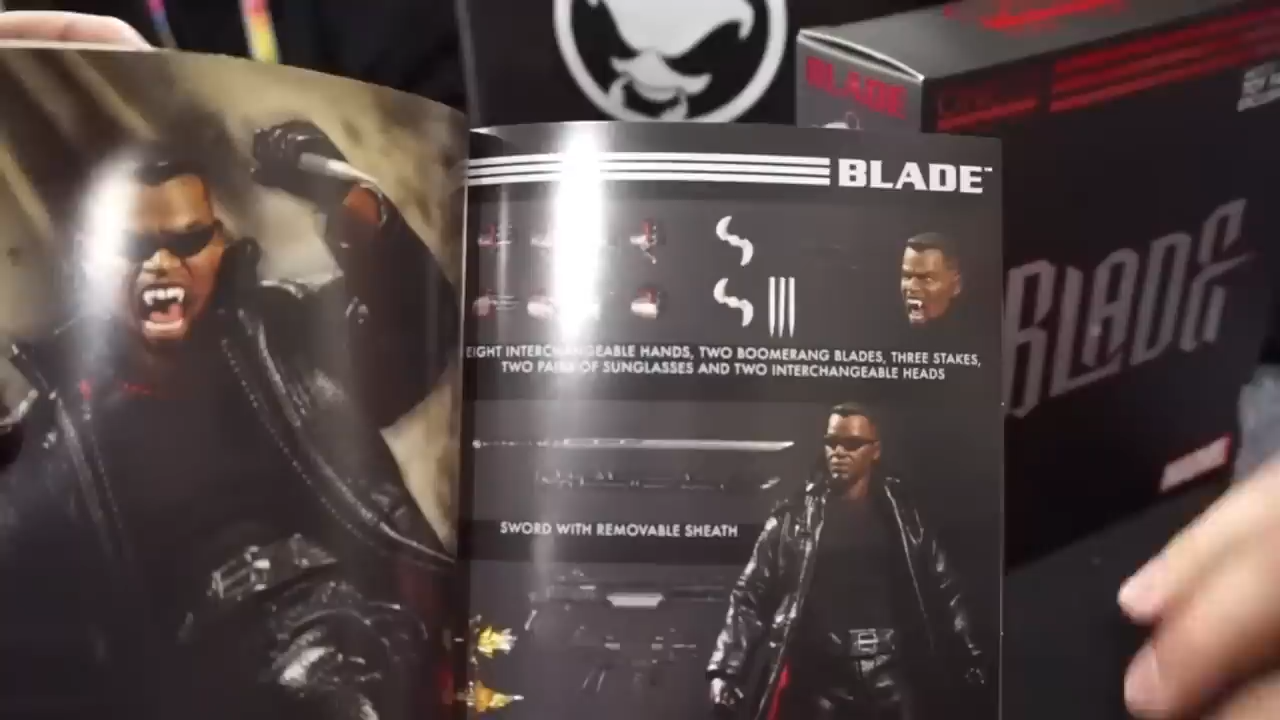 BLADE™
EIGHT INTERCHANGEABLE HANDS, TWO BOOMERANG BLADES, THREE STAKES,
TWO PAIRS OF SUNGLASSES AND TWO INTERCHANGEABLE HEADS
SWORD WITH REMOVABLE SHEATH
BLADE
BLADE